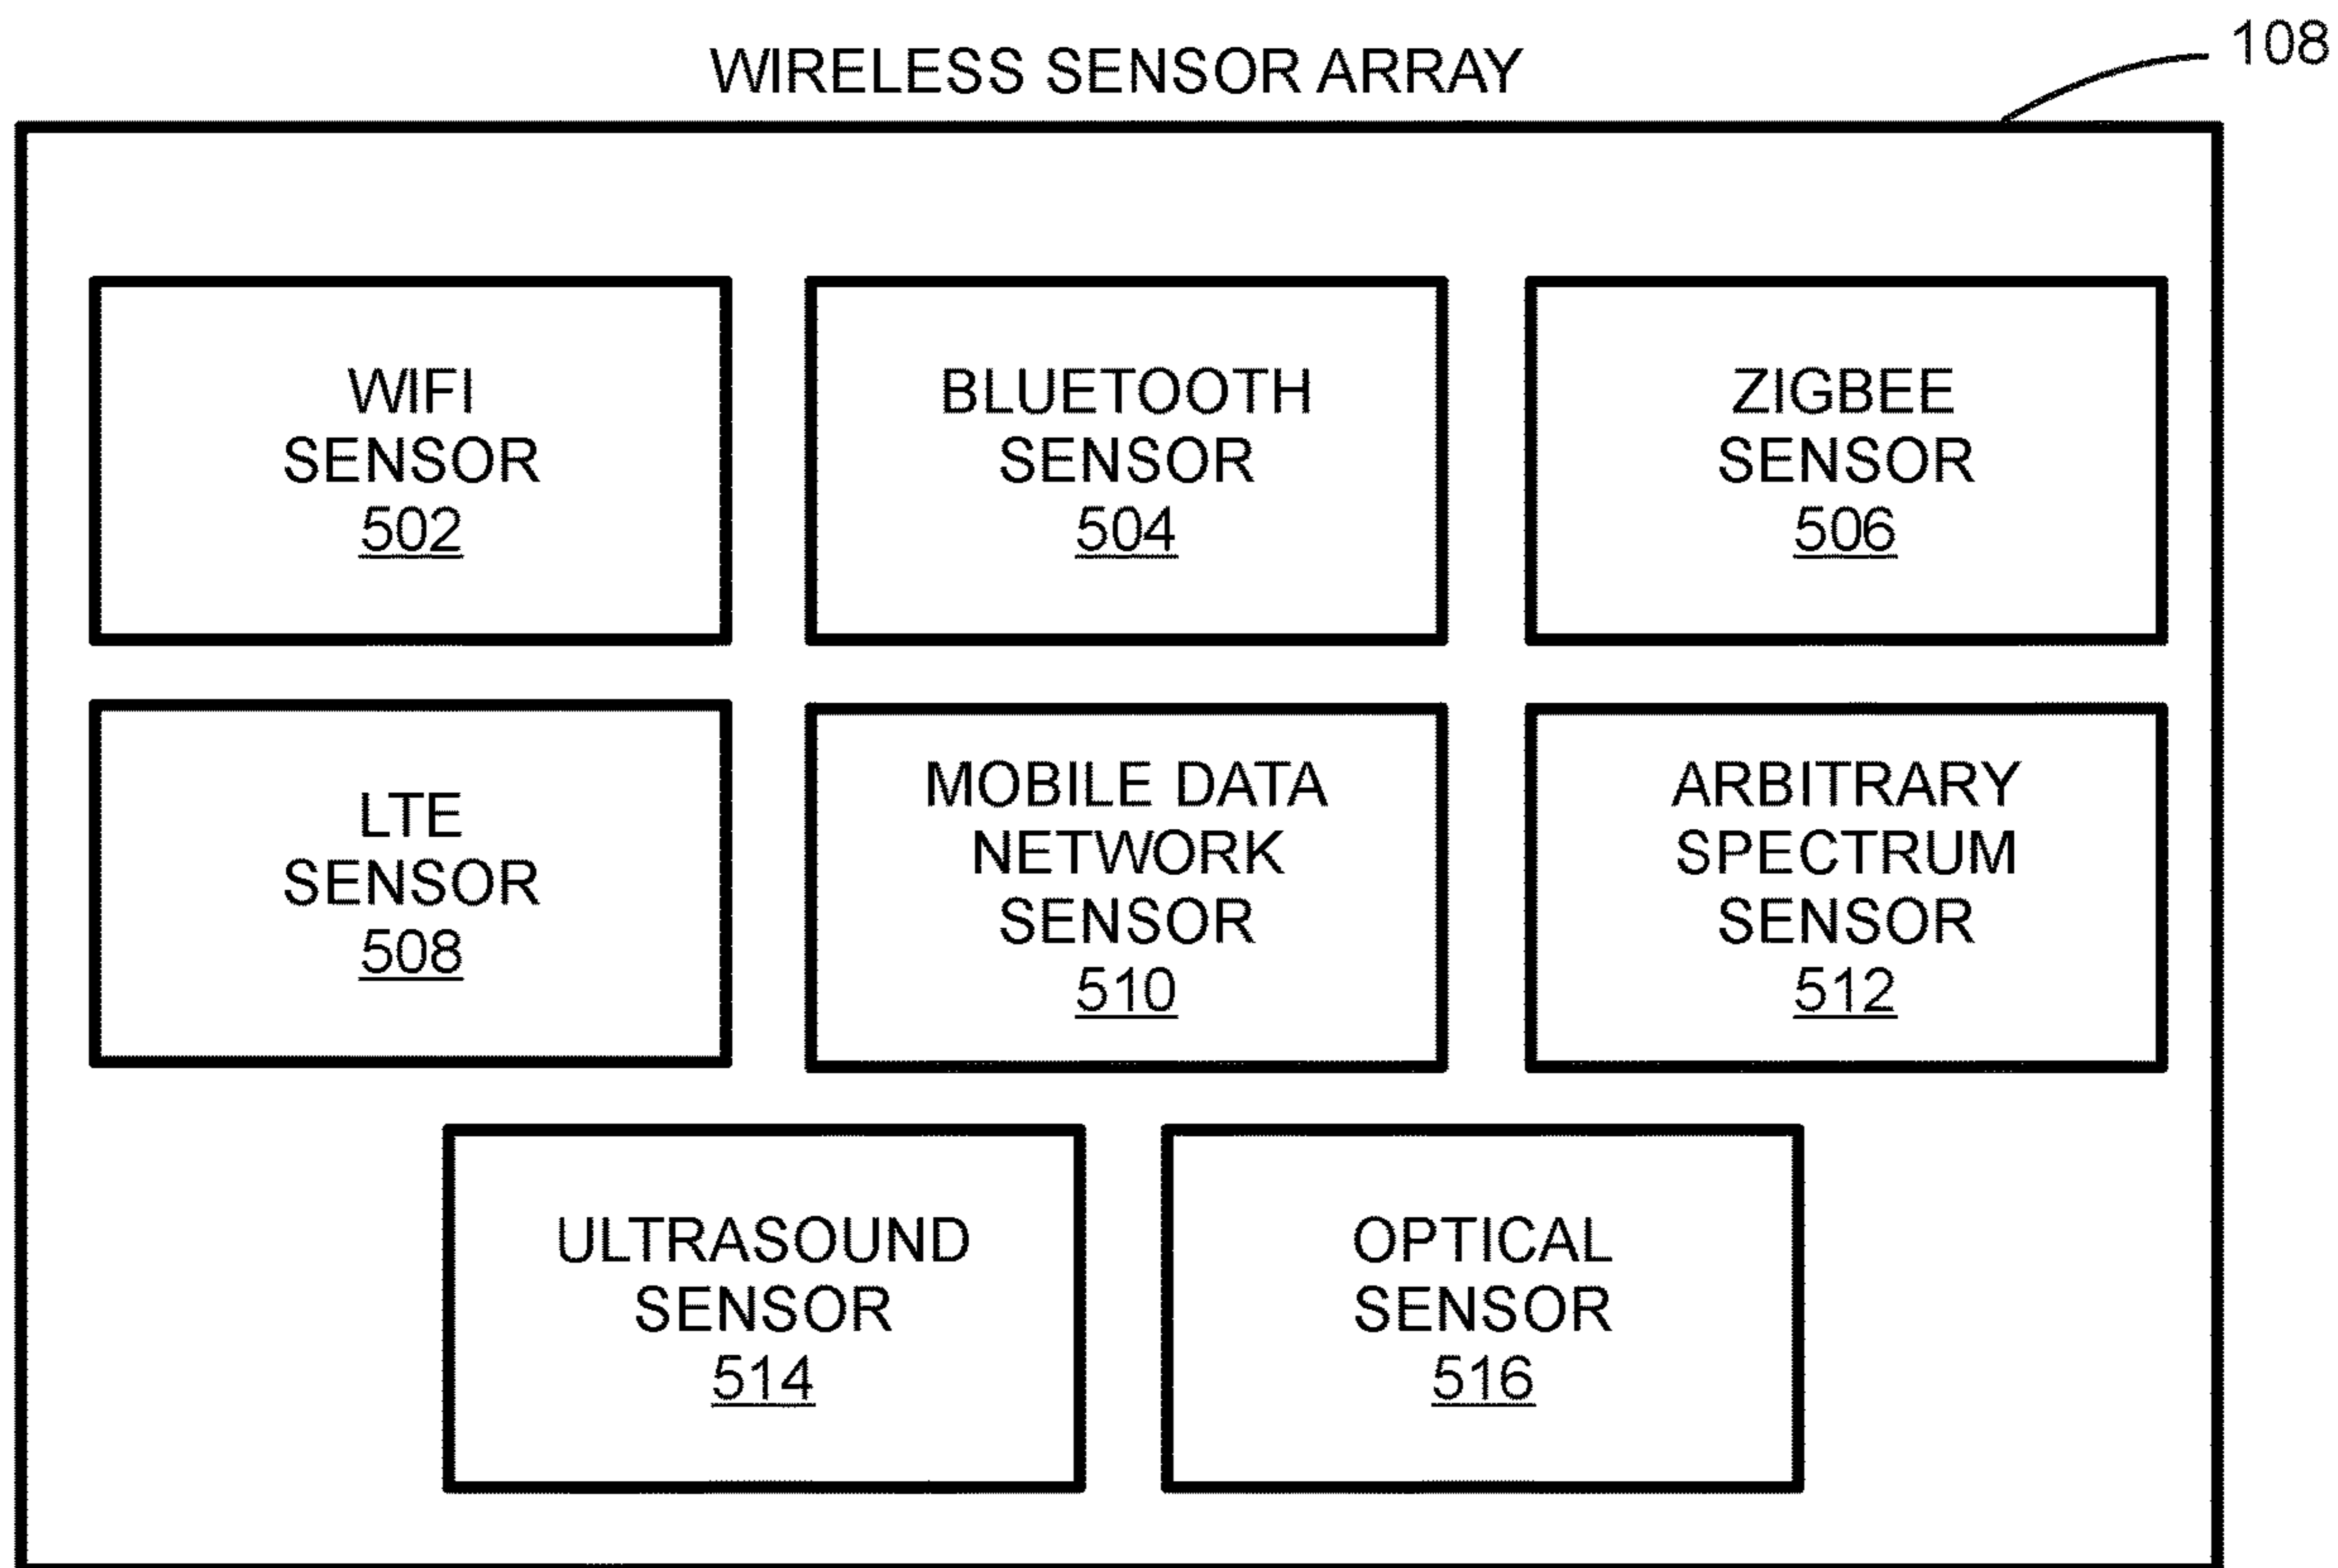 108
WIRELESS SENSOR ARRAY
WIFI
SENSOR
502
BLUETOOTH
SENSOR
504
ZIGBEE
SENSOR
506
LTE
SENSOR
508
MOBILE DATA
NETWORK
SENSOR
510
ARBITRARY
SPECTRUM
SENSOR
512
ULTRASOUND
SENSOR
514
OPTICAL
SENSOR
516